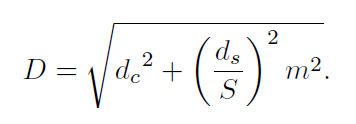 $D = \sqrt{{d_c}^2 + \left(\frac{d_s}{S}\right)^2 m^2}.$